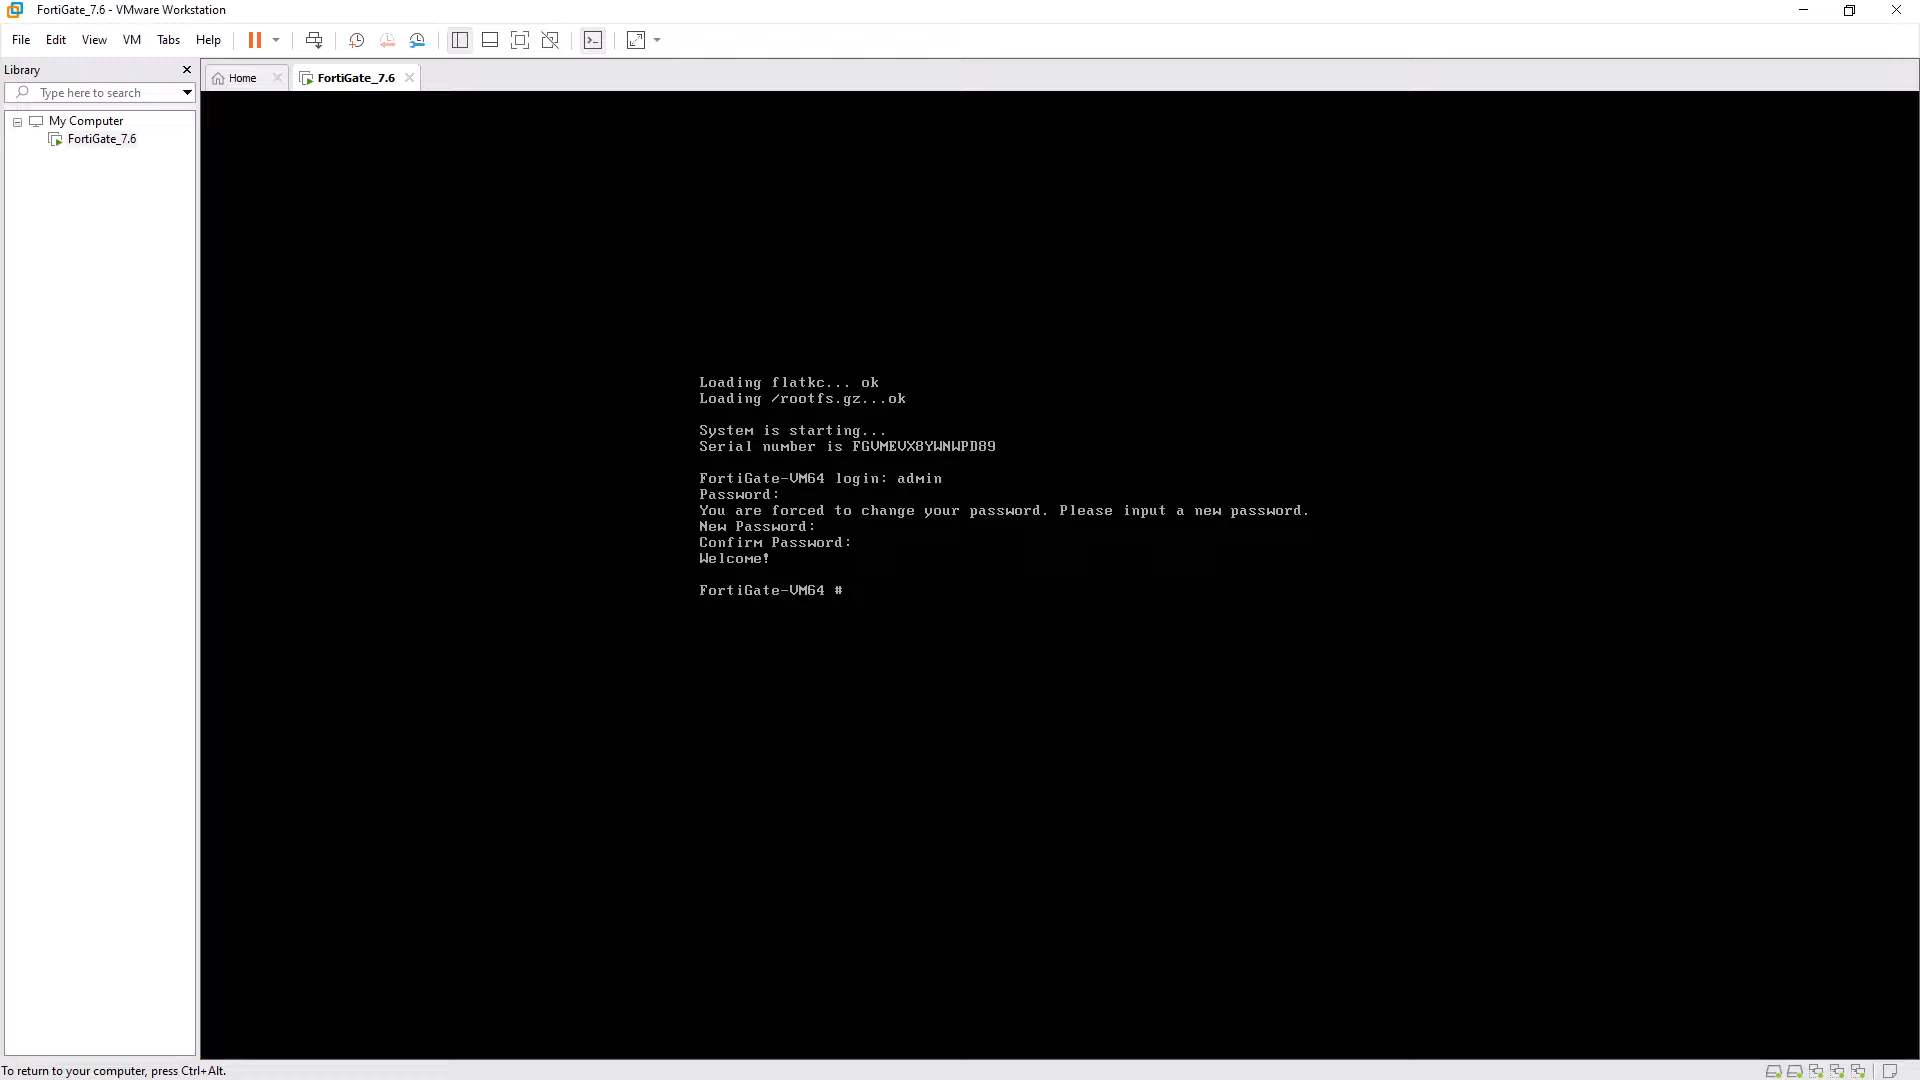 FortiGate_7.6 - VMware Workstation
File Edit View VM Tabs Help
Library
Type here to search
My Computer
FortiGate_7.6
Home
FortiGate_7.6
Loading flatkc... ok
Loading /rootfs.gz...ok
System is starting...
Serial number is FGVMEVX8YWNWPD89
FortiGate-VM64 login: admin
Password:
You are forced to change your password. Please input a new password.
New Password:
Confirm Password:
Welcome!
FortiGate-VM64 #
To return to your computer, press Ctrl+Alt.